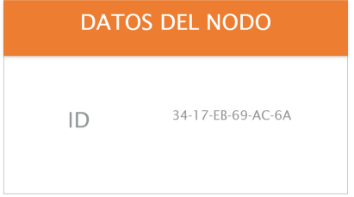 DATOS DEL NODO
ID 34-17-EB-69-AC-6A